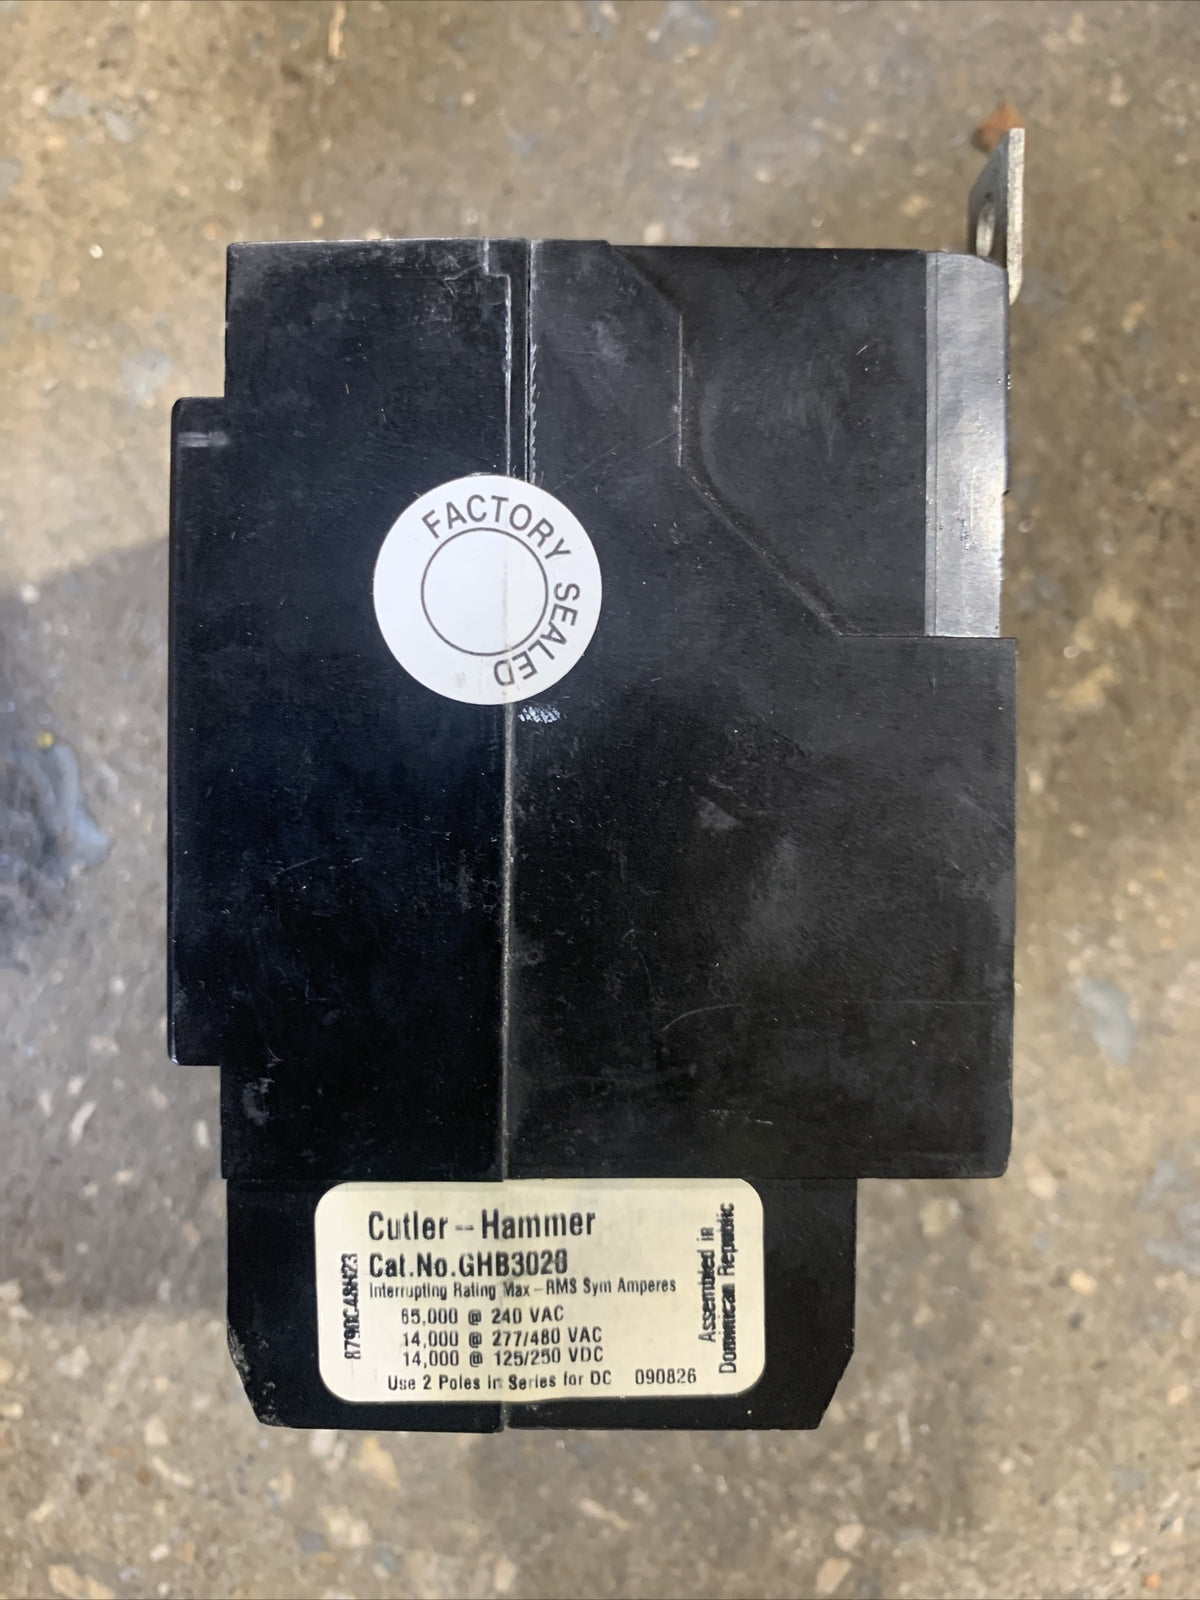 FACTORY SEALED
Cutler-Hammer
Cat.No.GHB3020
Interrupting Rating Max-RMS Sym Amperes
65,000 @ 240 VAC
14,000 @ 277/480 VAC
14,000 @ 125/250 VDC
Use 2 Poles in Series for DC 090826
8790C48H23
Assembled in
Dominican Republic